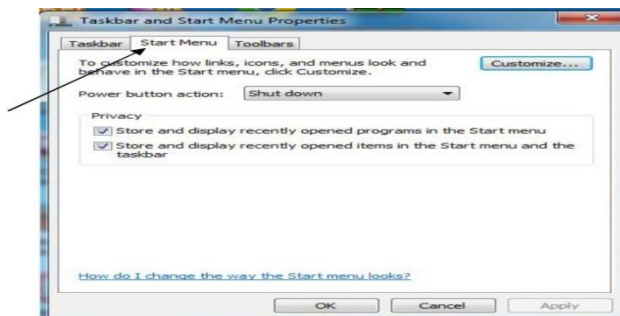 Taskbar and Start Menu Properties
Taskbar Start Menu Toolbars
To customize how links, icons, and menus look and
behave in the Start menu, click Customize.
Customize...
Power button action: Shut down
Privacy
Store and display recently opened programs in the Start menu
Store and display recently opened items in the Start menu and the
taskbar
How do I change the way the Start menu looks?
OK Cancel Apply